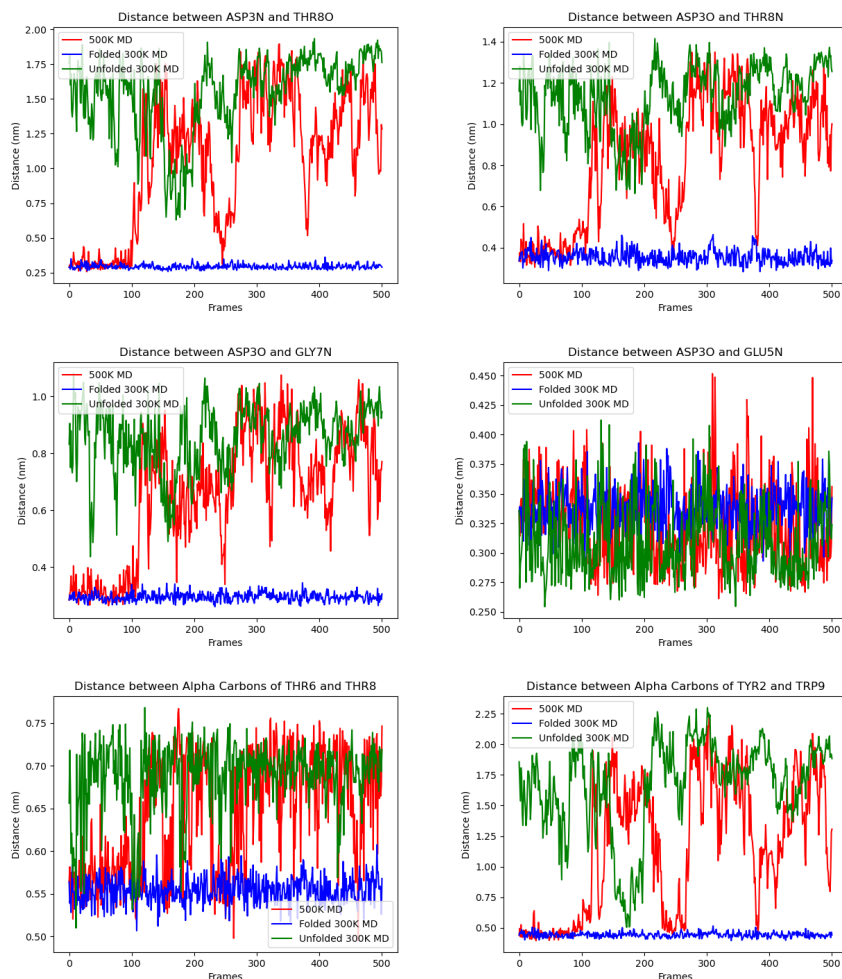 Distance between ASP3N and THR8O
Distance (nm)
2.00
1.75
1.50
1.25
1.00
0.75
0.50
0.25
500K MD
Folded 300K MD
Unfolded 300K MD
0
100
200
300
400
500
Frames
Distance between ASP3O and THR8N
Distance (nm)
1.4
1.2
1.0
0.8
0.6
0.4
500K MD
Folded 300K MD
Unfolded 300K MD
0
100
200
300
400
500
Frames
Distance between ASP3O and GLY7N
Distance (nm)
1.0
0.8
0.6
0.4
500K MD
Folded 300K MD
Unfolded 300K MD
0
100
200
300
400
500
Frames
Distance between ASP3O and GLU5N
Distance (nm)
0.450
0.425
0.400
0.375
0.350
0.325
0.300
0.275
0.250
500K MD
Folded 300K MD
Unfolded 300K MD
0
100
200
300
400
500
Frames
Distance between Alpha Carbons of THR6 and THR8
Distance (nm)
0.75
0.70
0.65
0.60
0.55
0.50
500K MD
Folded 300K MD
Unfolded 300K MD
0
100
200
300
400
500
Frames
Distance between Alpha Carbons of TYR2 and TRP9
Distance (nm)
2.25
2.00
1.75
1.50
1.25
1.00
0.75
0.50
500K MD
Folded 300K MD
Unfolded 300K MD
0
100
200
300
400
500
Frames